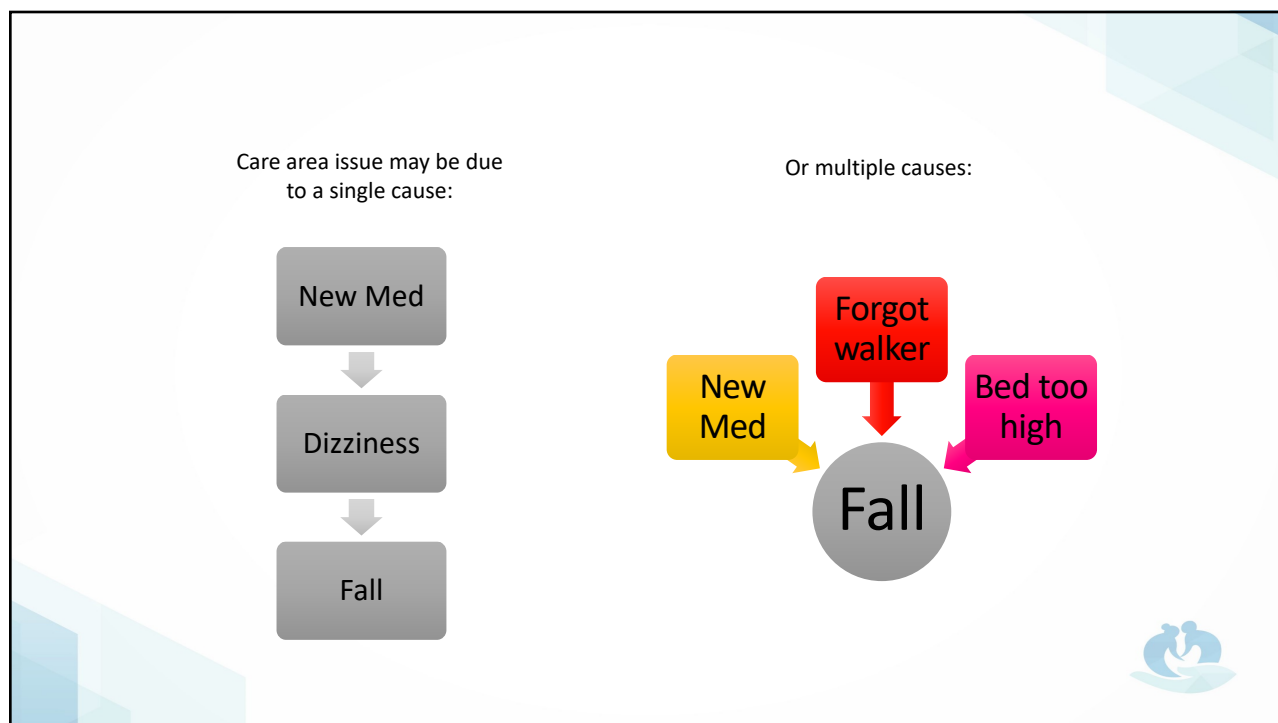 Care area issue may be due
to a single cause:
New Med
Dizziness
Fall
Or multiple causes:
New
Med
Forgot
walker
Bed too
high
Fall